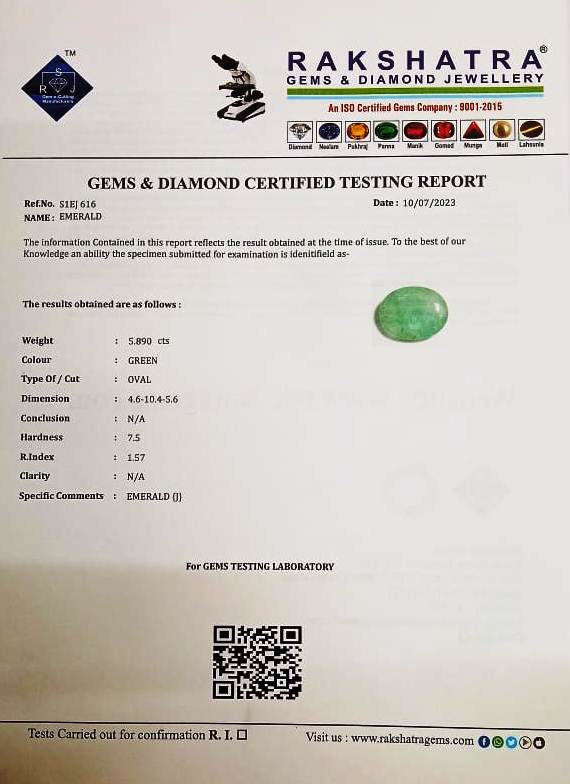 TM
S
R J
Gem-e-Cutting
Manufacturing
RAKSHATRA®
GEMS & DIAMOND JEWELLERY
An ISO Certified Gems Company : 9001-2015
Diamond Neelam Pukhraj Panna Manik Gomed Munga Moti Lahsunia
GEMS & DIAMOND CERTIFIED TESTING REPORT
Ref.No. S1EJ 616 Date : 10/07/2023
NAME : EMERALD
The information Contained in this report reflects the result obtained at the time of issue. To the best of our
Knowledge an ability the specimen submitted for examination is idenitifield as-
The results obtained are as follows :
Weight : 5.890 cts
Colour : GREEN
Type Of / Cut : OVAL
Dimension : 4.6-10.4-5.6
Conclusion : N/A
Hardness : 7.5
R.Index : 1.57
Clarity : N/A
Specific Comments : EMERALD (J)
For GEMS TESTING LABORATORY
Tests Carried out for confirmation R. I. ☐ Visit us : www.rakshatragems.com